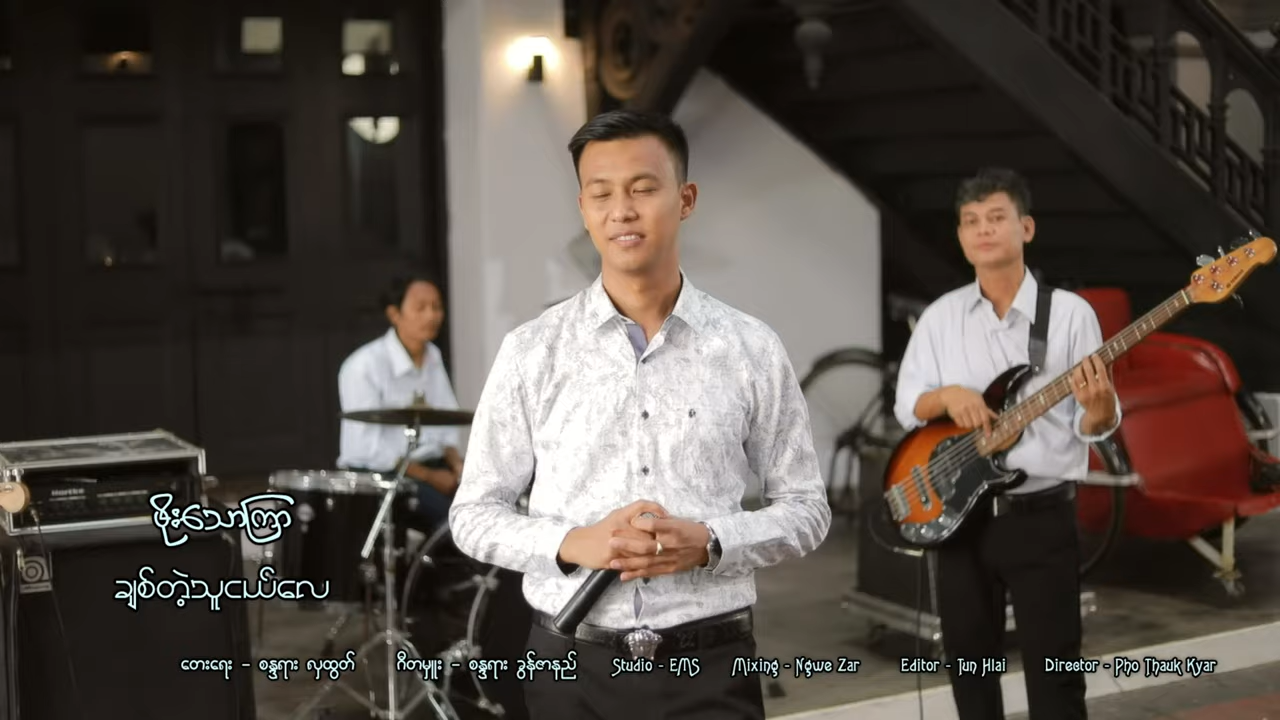 Hartke
ဖိုးသောကြာ
ချစ်တဲ့သူငယ်လေ
တေးရေး - စန္ဒရား လှထွတ် ဂီတမှူး - စန္ဒရား ခွန်ဇာနည် Studio - EMS Mixing - Ngwe Zar Editor - Tun Hlai Director - Pho Thauk Kyar